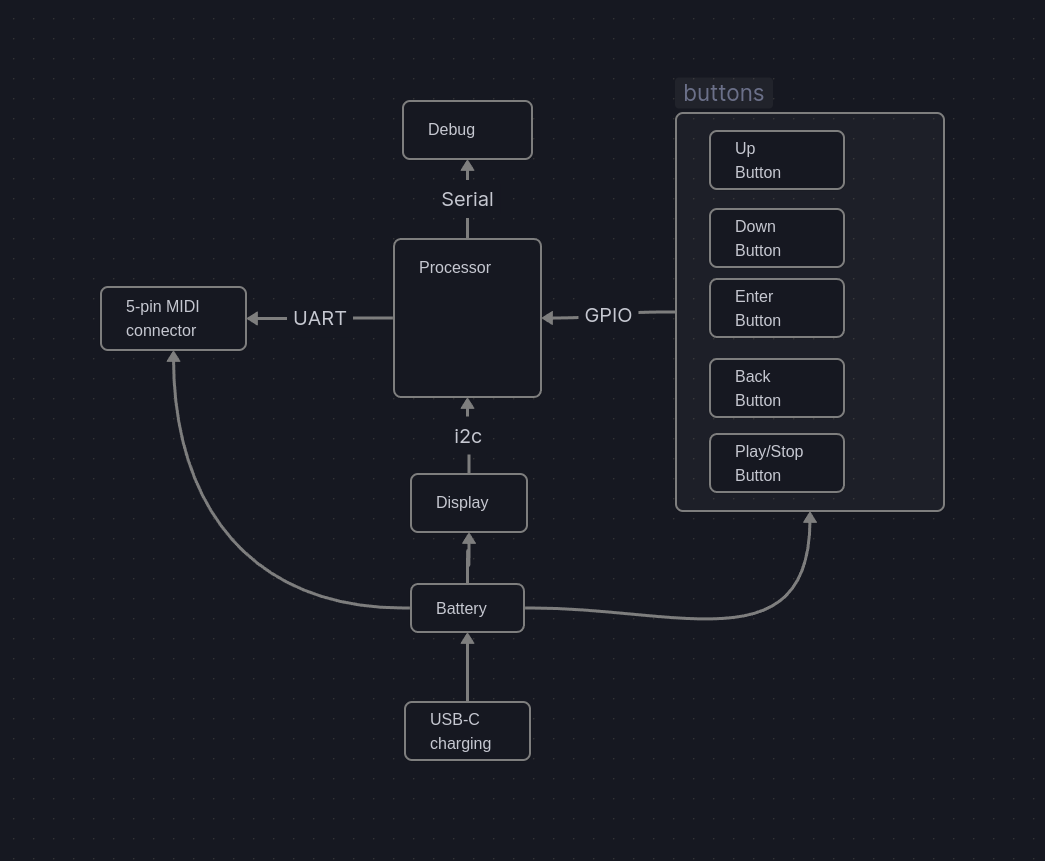 buttons
Debug
Up
Button
Serial
Down
Button
Processor
5-pin MIDI
connector
UART
GPIO
Enter
Button
Back
Button
i2c
Play/Stop
Button
Display
Battery
USB-C
charging